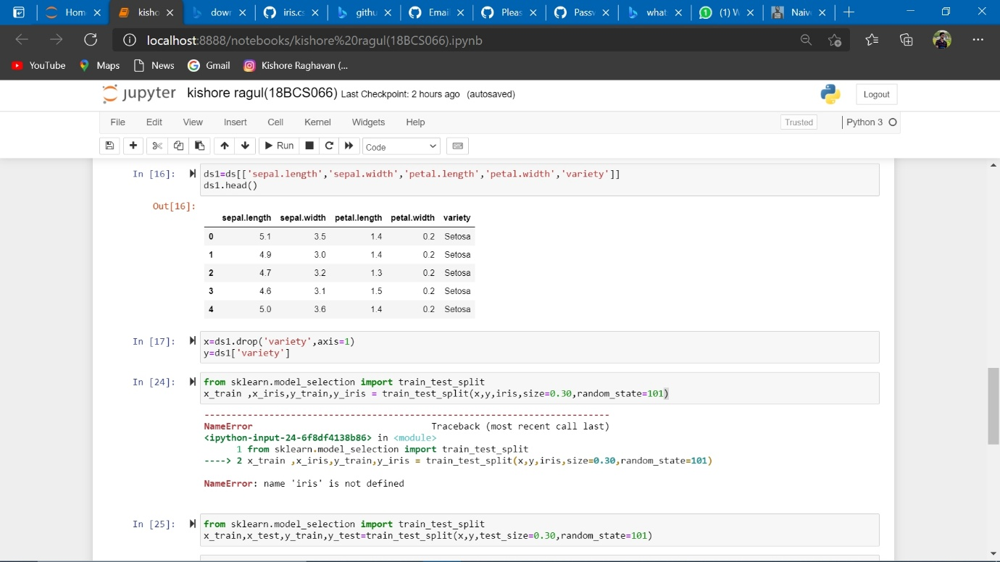 Hom
kisho
dowr
iris.cs
githu
Emai
Pleas
Passv
what
(1) W
Naiv
localhost:8888/notebooks/kishore%20ragul(18BCS066).ipynb
YouTube Maps News Gmail Kishore Raghavan (...
jupyter kishore ragul(18BCS066) Last Checkpoint: 2 hours ago (autosaved)
Logout
File Edit View Insert Cell Kernel Widgets Help
Trusted Python 3
Run Code
In [16]: ds1=ds[['sepal.length','sepal.width','petal.length','petal.width','variety']]
ds1.head()
Out[16]:
sepal.length sepal.width petal.length petal.width variety
0 5.1 3.5 1.4 0.2 Setosa
1 4.9 3.0 1.4 0.2 Setosa
2 4.7 3.2 1.3 0.2 Setosa
3 4.6 3.1 1.5 0.2 Setosa
4 5.0 3.6 1.4 0.2 Setosa
In [17]: x=ds1.drop('variety',axis=1)
y=ds1['variety']
In [24]: from sklearn.model_selection import train_test_split
x_train ,x_iris,y_train,y_iris = train_test_split(x,y,iris,size=0.30,random_state=101)
---------------------------------------------------------------------------
NameError Traceback (most recent call last)
<ipython-input-24-6f8df4138b86> in <module>
1 from sklearn.model_selection import train_test_split
----> 2 x_train ,x_iris,y_train,y_iris = train_test_split(x,y,iris,size=0.30,random_state=101)
NameError: name 'iris' is not defined
In [25]: from sklearn.model_selection import train_test_split
x_train,x_test,y_train,y_test=train_test_split(x,y,test_size=0.30,random_state=101)